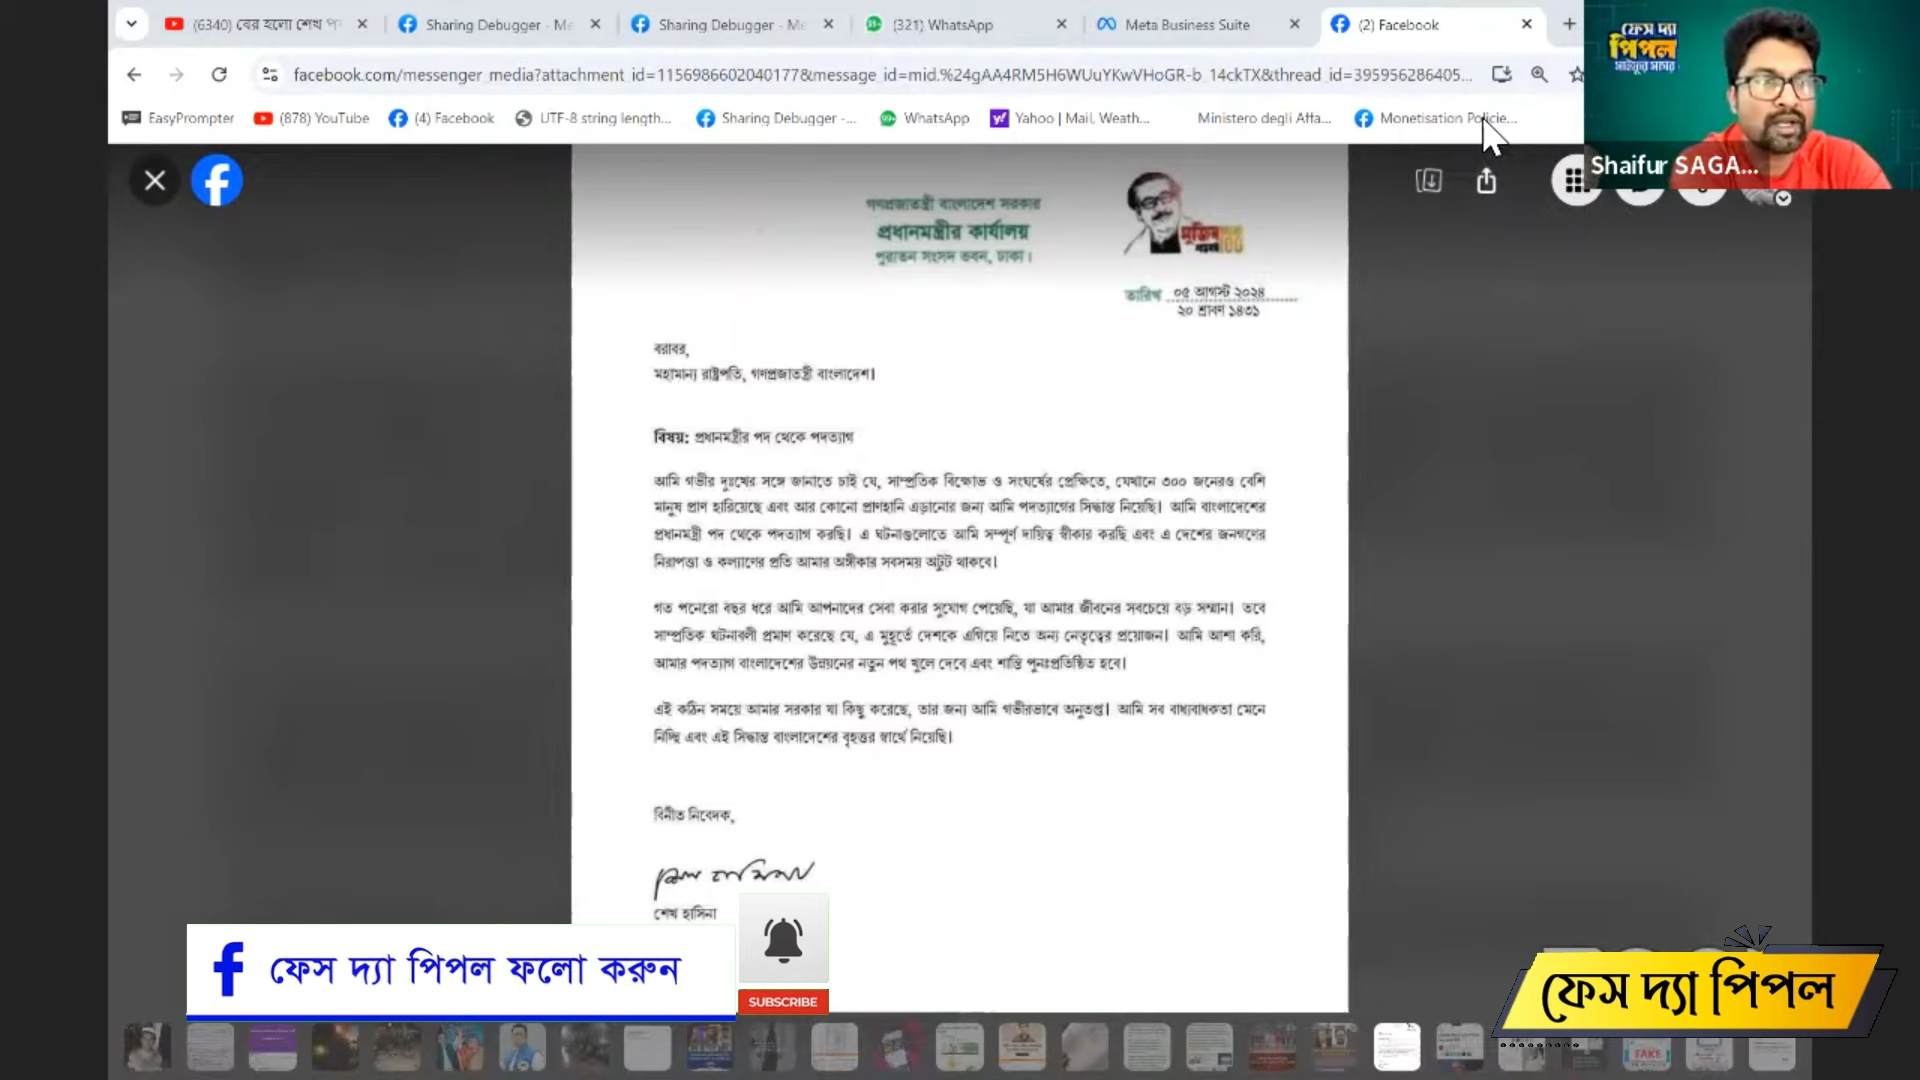 (6340) বের হলো শেখ প
Sharing Debugger - Me
Sharing Debugger - Me
(321) WhatsApp
Meta Business Suite
(2) Facebook
facebook.com/messenger_media?attachment_id=1156986602040177&message_id=mid.%24gAA4RM5H6WUuYKwVHoGR-b_14ckTX&thread_id=395956286405...
EasyPrompter
(878) YouTube
(4) Facebook
UTF-8 string length...
Sharing Debugger -...
WhatsApp
Yahoo | Mail, Weath...
Ministero degli Affa...
Monetisation Policie...
ফেস দ্যা
পিপল
সাইফুর সাগর
Shaifur SAGA...
গণপ্রজাতন্ত্রী বাংলাদেশ সরকার
প্রধানমন্ত্রীর কার্যালয়
পুরাতন সংসদ ভবন, ঢাকা।
মুজিব
100
তারিখ ০৫ আগস্ট ২০২৪
২০ শ্রাবণ ১৪৩১
বরাবর,
মহামান্য রাষ্ট্রপতি, গণপ্রজাতন্ত্রী বাংলাদেশ।
বিষয়: প্রধানমন্ত্রীর পদ থেকে পদত্যাগ
আমি গভীর দুঃখের সঙ্গে জানাতে চাই যে, সাম্প্রতিক বিক্ষোভ ও সংঘর্ষের প্রেক্ষিতে, যেখানে ৩০০ জনেরও বেশি
মানুষ প্রাণ হারিয়েছে এবং আর কোনো প্রাণহানি এড়ানোর জন্য আমি পদত্যাগের সিদ্ধান্ত নিয়েছি। আমি বাংলাদেশের
প্রধানমন্ত্রী পদ থেকে পদত্যাগ করছি। এ ঘটনাগুলোতে আমি সম্পূর্ণ দায়িত্ব স্বীকার করছি এবং এ দেশের জনগণের
নিরাপত্তা ও কল্যাণের প্রতি আমার অঙ্গীকার সবসময় অটুট থাকবে।
গত পনেরো বছর ধরে আমি আপনাদের সেবা করার সুযোগ পেয়েছি, যা আমার জীবনের সবচেয়ে বড় সম্মান। তবে
সাম্প্রতিক ঘটনাবলী প্রমাণ করেছে যে, এ মুহূর্তে দেশকে এগিয়ে নিতে অন্য নেতৃত্বের প্রয়োজন। আমি আশা করি,
আমার পদত্যাগ বাংলাদেশের উন্নয়নের নতুন পথ খুলে দেবে এবং শান্তি পুনঃপ্রতিষ্ঠিত হবে।
এই কঠিন সময়ে আমার সরকার যা কিছু করেছে, তার জন্য আমি গভীরভাবে অনুতপ্ত। আমি সব বাধ্যবাধকতা মেনে
নিচ্ছি এবং এই সিদ্ধান্ত বাংলাদেশের বৃহত্তর স্বার্থে নিয়েছি।
বিনীত নিবেদক,
শেখ হাসিনা
শেখ হাসিনা
ফেস দ্যা পিপল ফলো করুন
SUBSCRIBE
ফেস দ্যা পিপল
FAKE